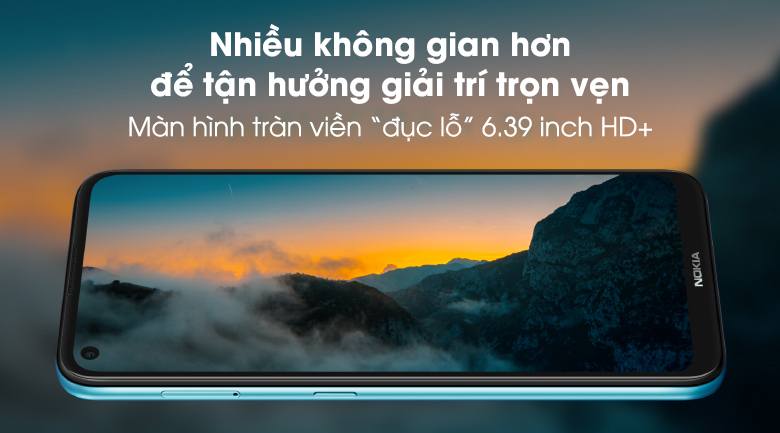 Nhiều không gian hơn
để tận hưởng giải trí trọn vẹn
Màn hình tràn viền “đục lỗ” 6.39 inch HD+
NOKIA